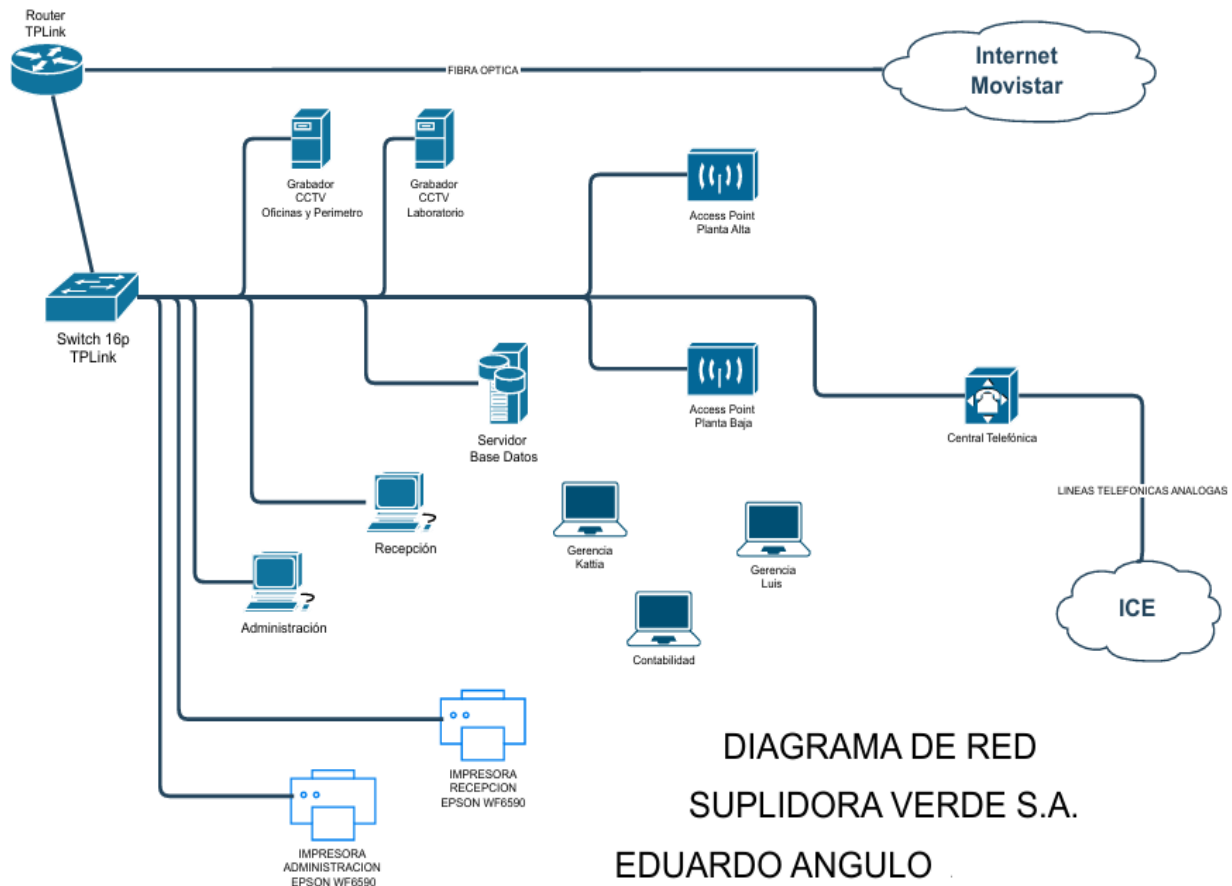 Router
TPLink
FIBRA OPTICA
Internet
Movistar
Grabador
CCTV
Oficinas y Perimetro
Grabador
CCTV
Laboratorio
Access Point
Planta Alta
Switch 16p
TPLink
Servidor
Base Datos
Access Point
Planta Baja
Central Telefónica
LINEAS TELEFONICAS ANALOGAS
Recepción
Gerencia
Kattia
Gerencia
Luis
Administración
Contabilidad
ICE
IMPRESORA
RECEPCION
EPSON WF6590
IMPRESORA
ADMINISTRACION
EPSON WF6590
DIAGRAMA DE RED
SUPLIDORA VERDE S.A.
EDUARDO ANGULO